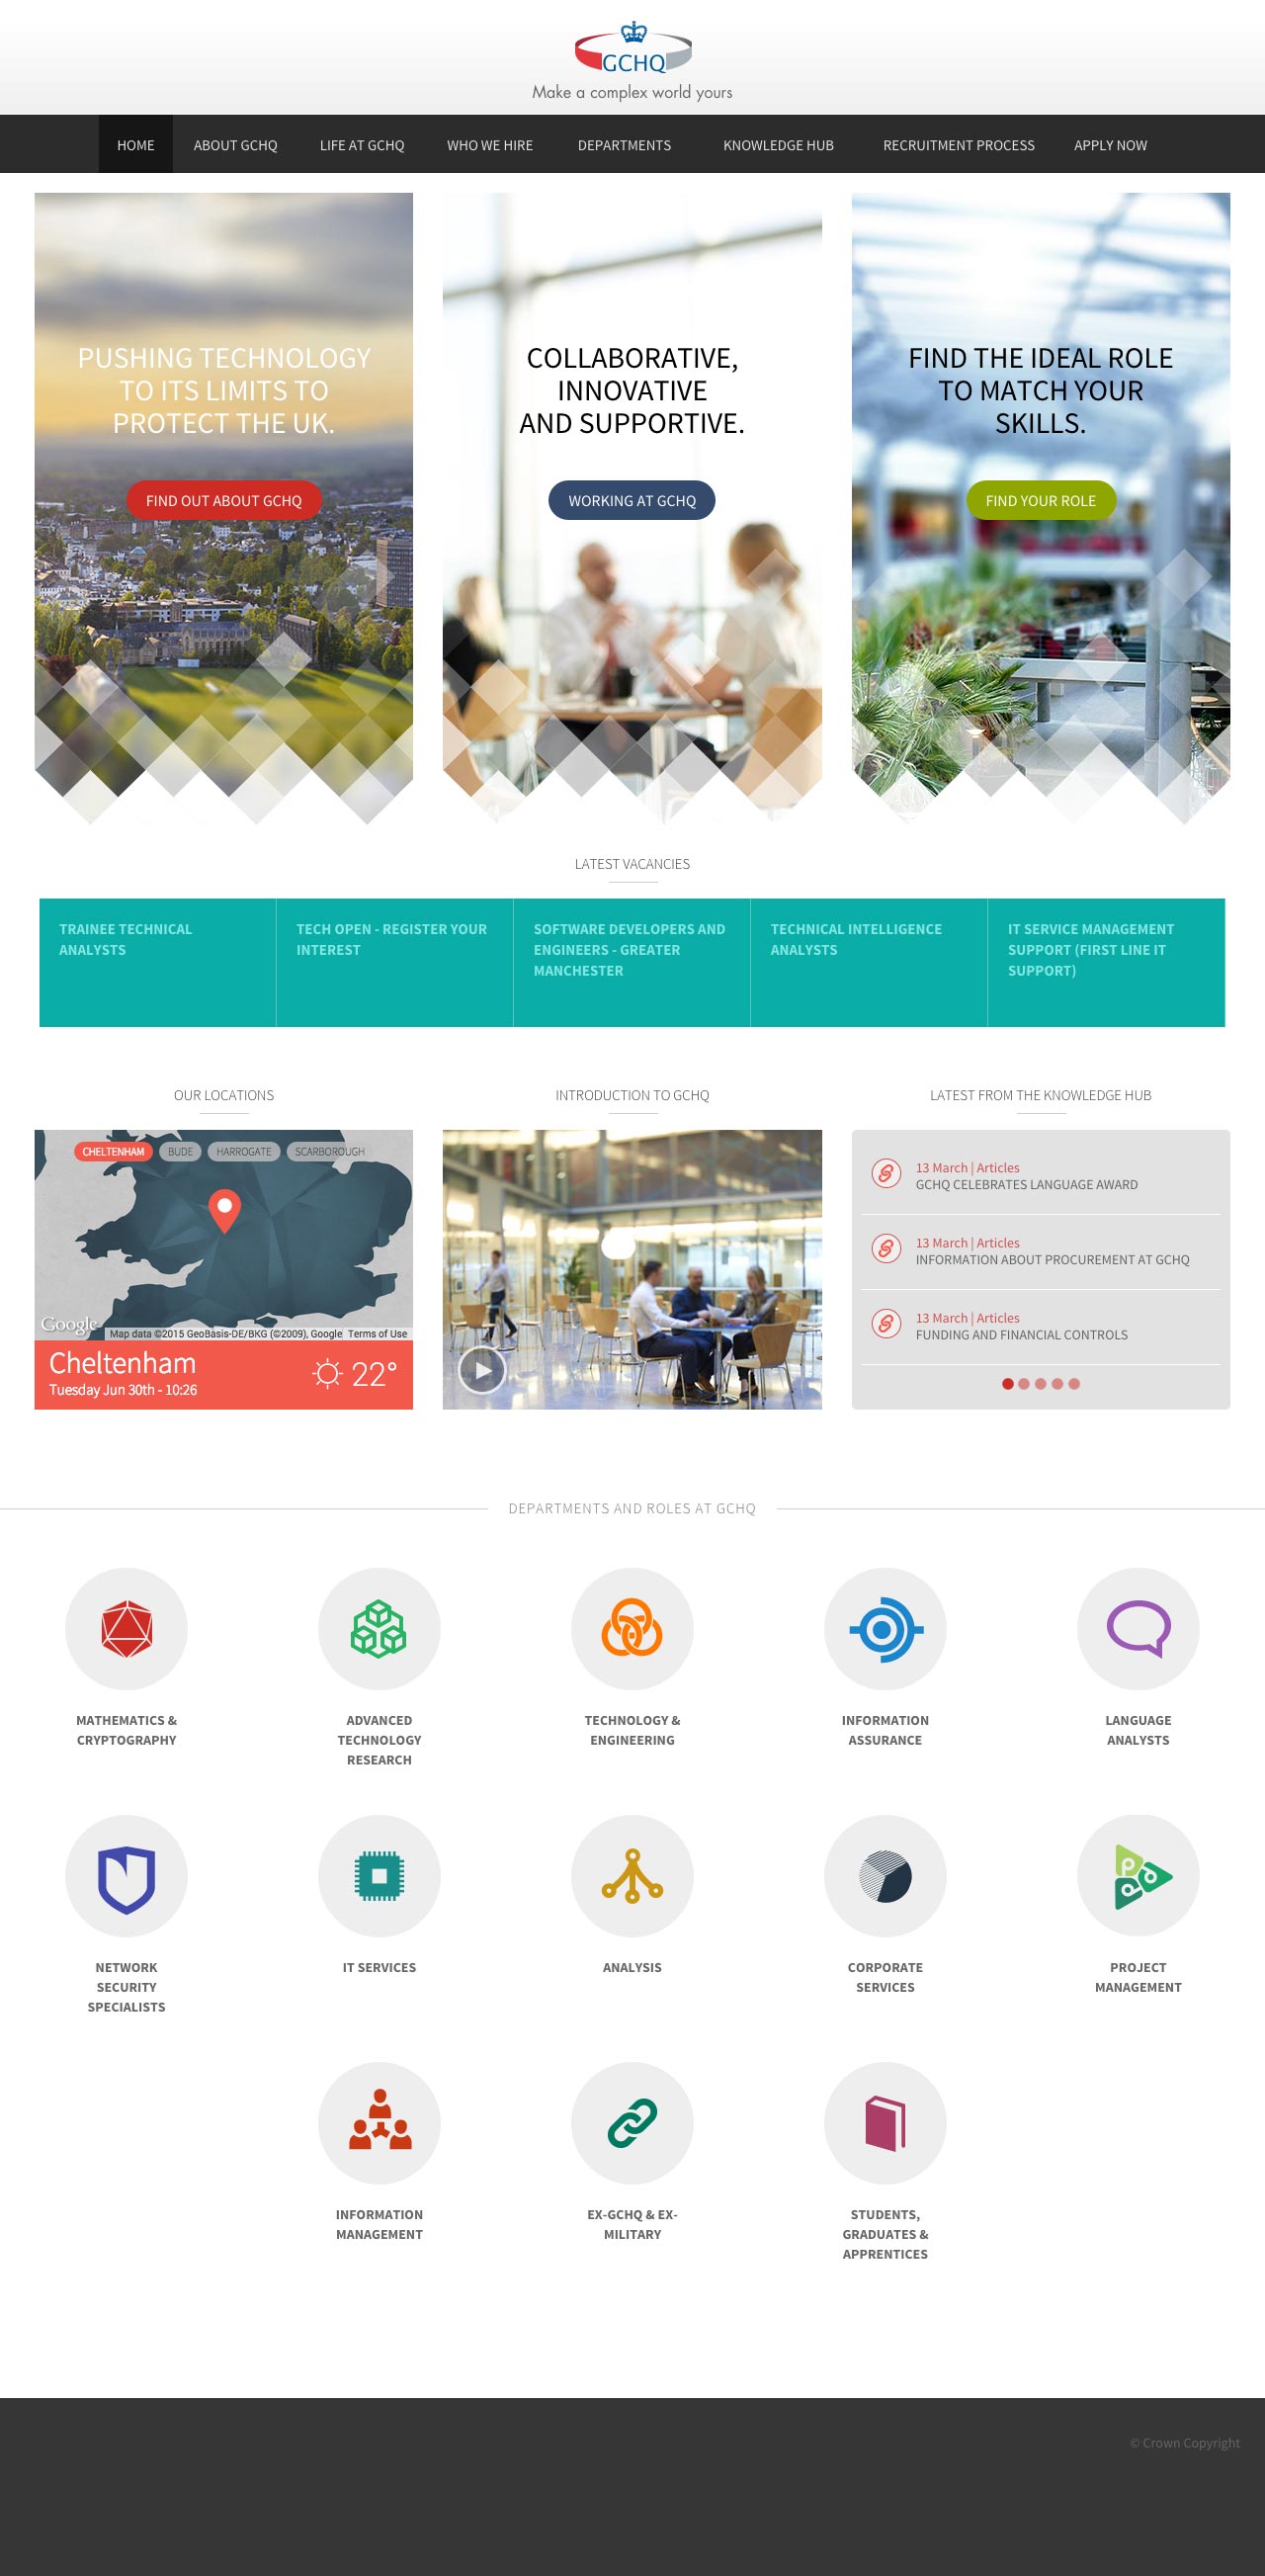 GCHQ
Make a complex world yours
HOME ABOUT GCHQ LIFE AT GCHQ WHO WE HIRE DEPARTMENTS KNOWLEDGE HUB RECRUITMENT PROCESS APPLY NOW
PUSHING TECHNOLOGY
TO ITS LIMITS TO
PROTECT THE UK.
FIND OUT ABOUT GCHQ
COLLABORATIVE,
INNOVATIVE
AND SUPPORTIVE.
WORKING AT GCHQ
FIND THE IDEAL ROLE
TO MATCH YOUR
SKILLS.
FIND YOUR ROLE
LATEST VACANCIES
TRAINEE TECHNICAL
ANALYSTS
TECH OPEN - REGISTER YOUR
INTEREST
SOFTWARE DEVELOPERS AND
ENGINEERS - GREATER
MANCHESTER
TECHNICAL INTELLIGENCE
ANALYSTS
IT SERVICE MANAGEMENT
SUPPORT (FIRST LINE IT
SUPPORT)
OUR LOCATIONS
CHELTENHAM BUDE HARROGATE SCARBOROUGH
Google
Map data ©2015 GeoBasis-DE/BKG (©2009), Google Terms of Use
Cheltenham
Tuesday Jun 30th - 10:26
22°
INTRODUCTION TO GCHQ
LATEST FROM THE KNOWLEDGE HUB
13 March | Articles
GCHQ CELEBRATES LANGUAGE AWARD
13 March | Articles
INFORMATION ABOUT PROCUREMENT AT GCHQ
13 March | Articles
FUNDING AND FINANCIAL CONTROLS
DEPARTMENTS AND ROLES AT GCHQ
MATHEMATICS &
CRYPTOGRAPHY
ADVANCED
TECHNOLOGY
RESEARCH
TECHNOLOGY &
ENGINEERING
INFORMATION
ASSURANCE
LANGUAGE
ANALYSTS
NETWORK
SECURITY
SPECIALISTS
IT SERVICES
ANALYSIS
CORPORATE
SERVICES
PROJECT
MANAGEMENT
INFORMATION
MANAGEMENT
EX-GCHQ & EX-
MILITARY
STUDENTS,
GRADUATES &
APPRENTICES
© Crown Copyright